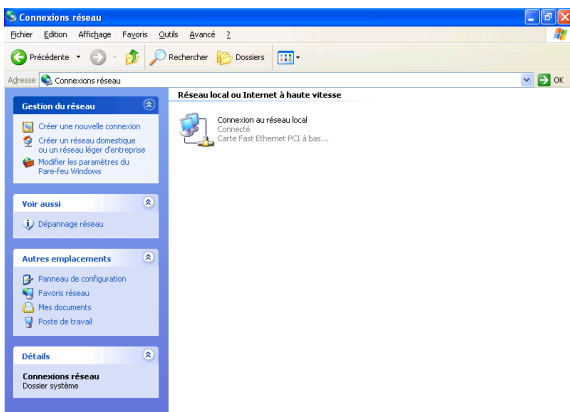 Connexions réseau
Fichier Edition Affichage Favoris Outils Avancé ?
Précédente Rechercher Dossiers
Adresse Connexions réseau OK
Gestion du réseau
Créer une nouvelle connexion
Créer un réseau domestique
ou un réseau léger d'entreprise
Modifier les paramètres du
Pare-feu Windows
Voir aussi
Dépannage réseau
Autres emplacements
Panneau de configuration
Favoris réseau
Mes documents
Poste de travail
Détails
Connexions réseau
Dossier système
Réseau local ou Internet à haute vitesse
Connexion au réseau local
Connecté
Carte Fast Ethernet PCI à bas...